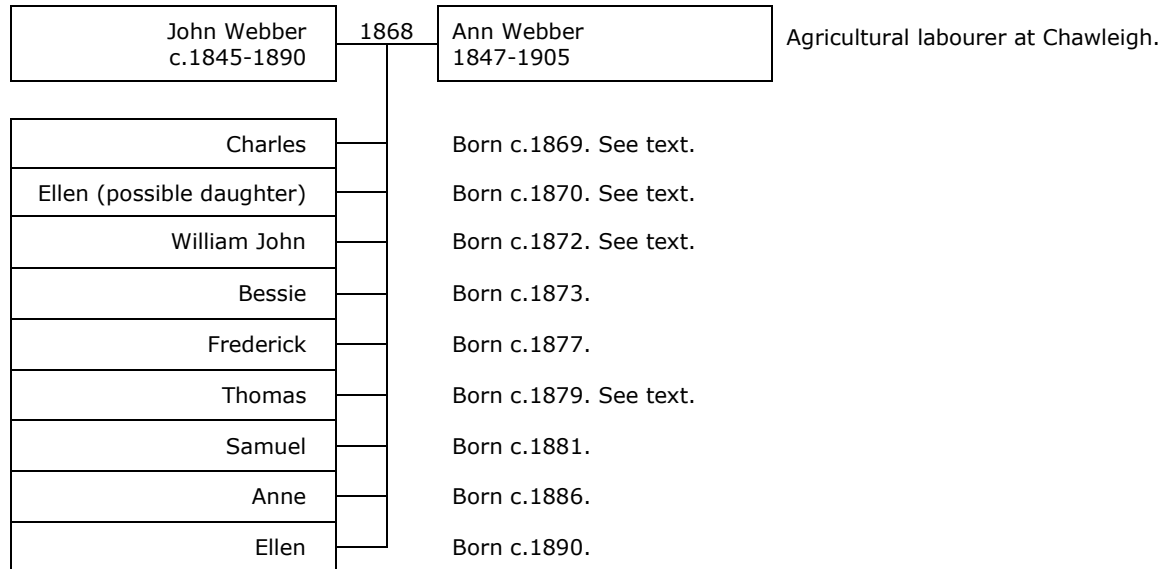 John Webber
c.1845-1890
1868
Ann Webber
1847-1905
Agricultural labourer at Chawleigh.
Charles
Born c.1869. See text.
Ellen (possible daughter)
Born c.1870. See text.
William John
Born c.1872. See text.
Bessie
Born c.1873.
Frederick
Born c.1877.
Thomas
Born c.1879. See text.
Samuel
Born c.1881.
Anne
Born c.1886.
Ellen
Born c.1890.